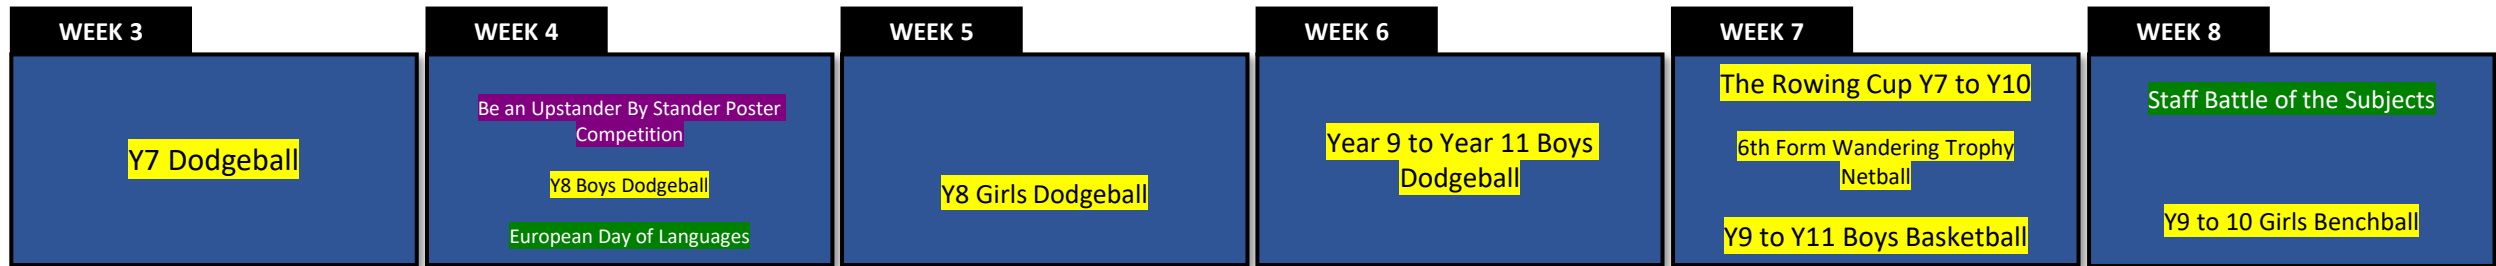 WEEK 3
Y7 Dodgeball
WEEK 4
Be an Upstander By Stander Poster
Competition
Y8 Boys Dodgeball
European Day of Languages
WEEK 5
Y8 Girls Dodgeball
WEEK 6
Year 9 to Year 11 Boys
Dodgeball
WEEK 7
The Rowing Cup Y7 to Y10
6th Form Wandering Trophy
Netball
Y9 to Y11 Boys Basketball
WEEK 8
Staff Battle of the Subjects
Y9 to 10 Girls Benchball